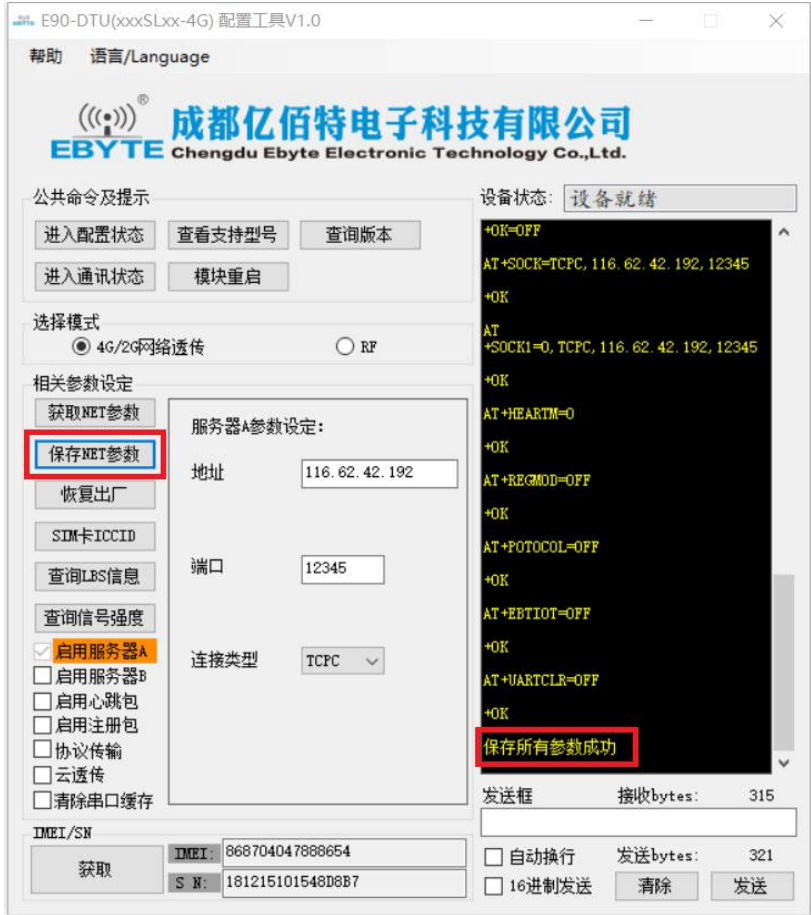 E90-DTU(xxxSLxx-4G) 配置工具V1.0
帮助 语言/Language
成都亿佰特电子科技有限公司
EBYTE Chengdu Ebyte Electronic Technology Co.,Ltd.
公共命令及提示
进入配置状态 查看支持型号 查询版本
进入通讯状态 模块重启
选择模式
4G/2G网络透传 RF
相关参数设定
获取NET参数
保存NET参数
恢复出厂
SIM卡ICCID
查询LBS信息
查询信号强度
启用服务器A
启用服务器B
启用心跳包
启用注册包
协议传输
云透传
清除串口缓存
服务器A参数设定:
地址 116.62.42.192
端口 12345
连接类型 TCPC
IMEI/SN
获取
IMEI: 868704047888654
S N: 181215101548D8B7
设备状态: 设备就绪
+OK=OFF
AT+SOCK=TCPC,116.62.42.192,12345
+OK
AT
+SOCK1=0,TCPC,116.62.42.192,12345
+OK
AT+HEARTM=0
+OK
AT+REGMOD=OFF
+OK
AT+POTOCOL=OFF
+OK
AT+EBTIOT=OFF
+OK
AT+UARTCLR=OFF
+OK
保存所有参数成功
发送框 接收bytes: 315
自动换行 发送bytes: 321
16进制发送 清除 发送